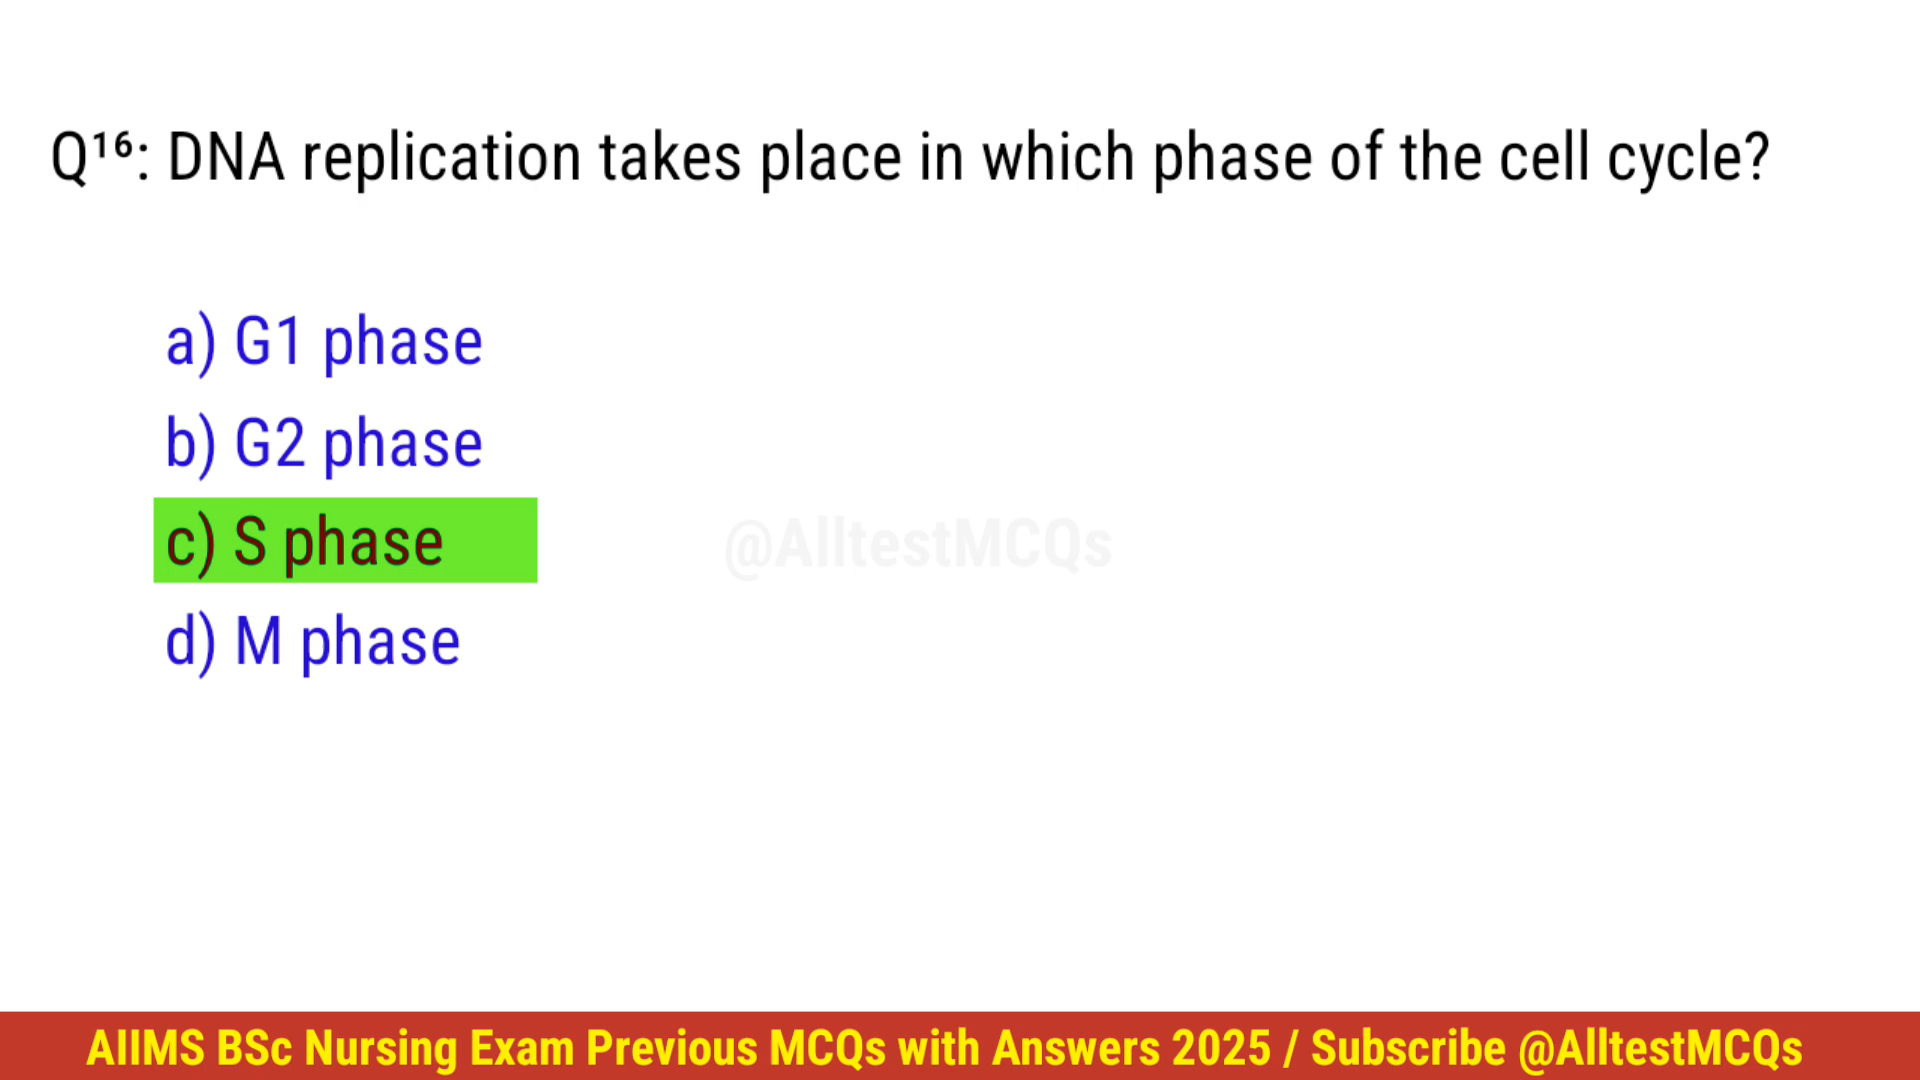 Q¹⁶: DNA replication takes place in which phase of the cell cycle?
a) G1 phase
b) G2 phase
c) S phase
@AlltestMCQs
d) M phase
AIIMS BSc Nursing Exam Previous MCQs with Answers 2025 / Subscribe @AlltestMCQs